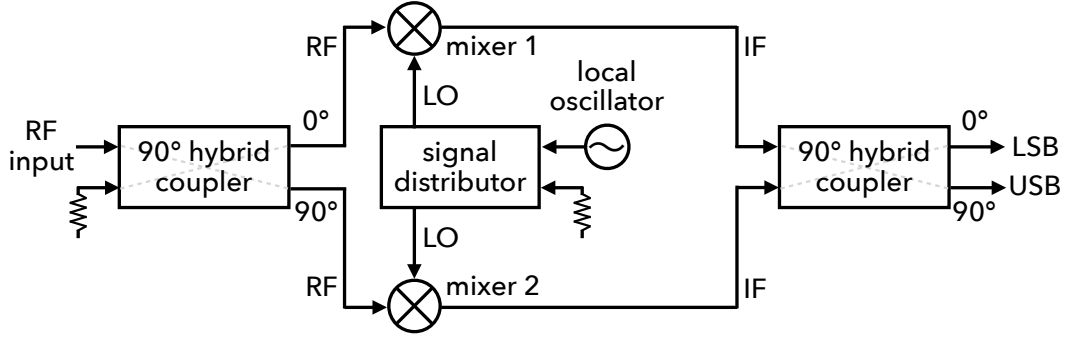 RF
mixer 1
IF
local
oscillator
LO
0°
0°
RF
input
90° hybrid
coupler
signal
distributor
90° hybrid
coupler
LSB
USB
90°
90°
LO
RF
mixer 2
IF